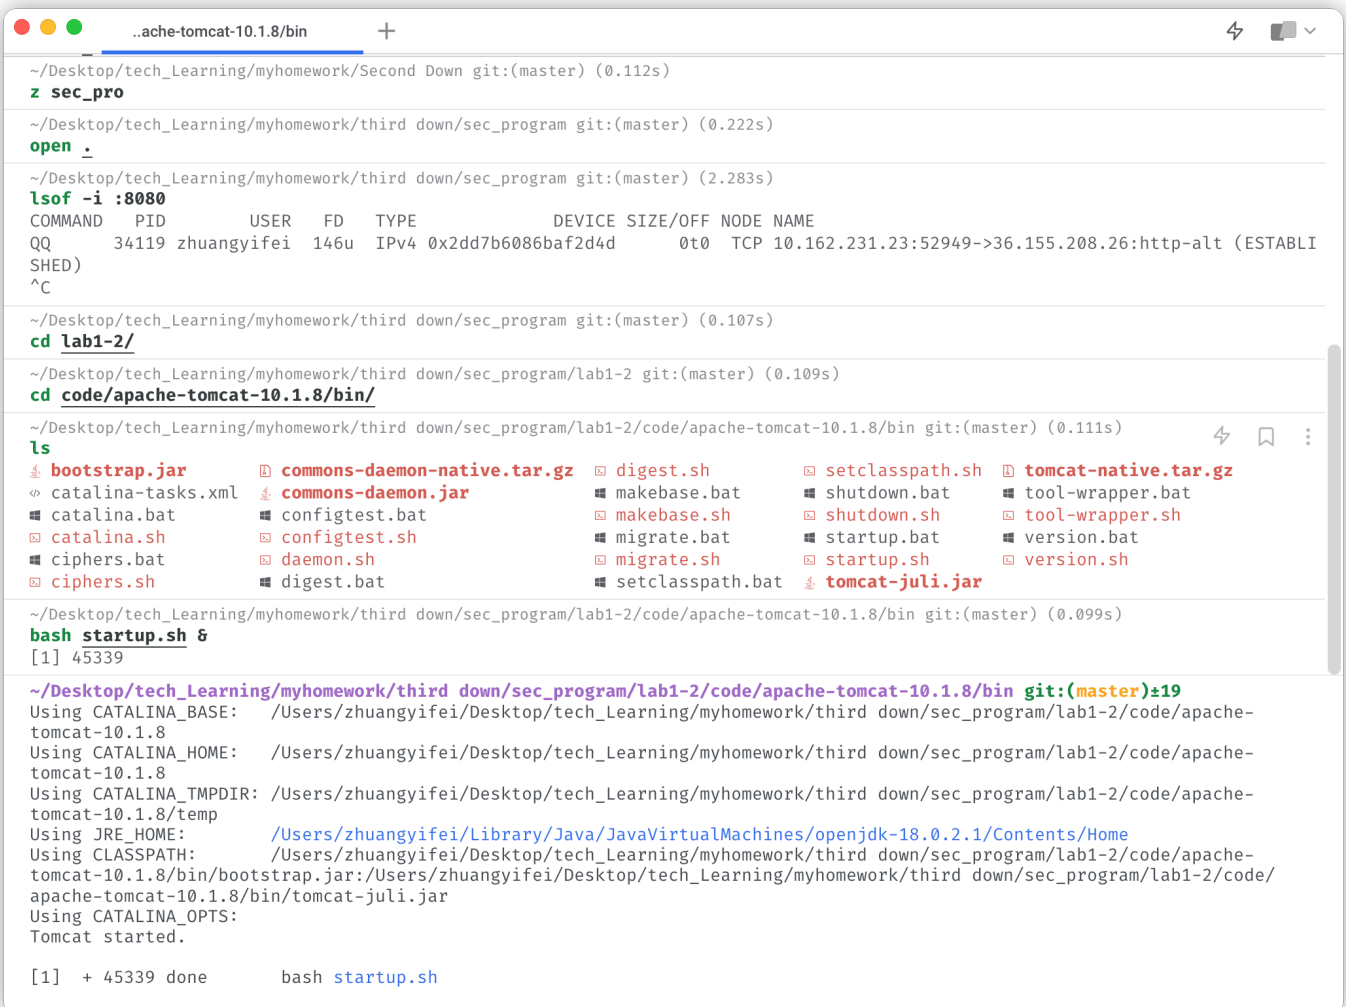 ..ache-tomcat-10.1.8/bin
~/Desktop/tech_Learning/myhomework/Second Down git:(master) (0.112s)
z sec_pro
~/Desktop/tech_Learning/myhomework/third down/sec_program git:(master) (0.222s)
open .
~/Desktop/tech_Learning/myhomework/third down/sec_program git:(master) (2.283s)
lsof -i :8080
COMMAND   PID        USER   FD   TYPE             DEVICE SIZE/OFF NODE NAME
QQ      34119 zhuangyifei  146u  IPv4 0x2dd7b6086baf2d4d      0t0  TCP 10.162.231.23:52949->36.155.208.26:http-alt (ESTABLI
SHED)
^C
~/Desktop/tech_Learning/myhomework/third down/sec_program git:(master) (0.107s)
cd lab1-2/
~/Desktop/tech_Learning/myhomework/third down/sec_program/lab1-2 git:(master) (0.109s)
cd code/apache-tomcat-10.1.8/bin/
~/Desktop/tech_Learning/myhomework/third down/sec_program/lab1-2/code/apache-tomcat-10.1.8/bin git:(master) (0.111s)
ls
bootstrap.jar commons-daemon-native.tar.gz digest.sh setclasspath.sh tomcat-native.tar.gz
catalina-tasks.xml commons-daemon.jar makebase.bat shutdown.bat tool-wrapper.bat
catalina.bat configtest.bat makebase.sh shutdown.sh tool-wrapper.sh
catalina.sh configtest.sh migrate.bat startup.bat version.bat
ciphers.bat daemon.sh migrate.sh startup.sh version.sh
ciphers.sh digest.bat setclasspath.bat tomcat-juli.jar
~/Desktop/tech_Learning/myhomework/third down/sec_program/lab1-2/code/apache-tomcat-10.1.8/bin git:(master) (0.099s)
bash startup.sh &
[1] 45339
~/Desktop/tech_Learning/myhomework/third down/sec_program/lab1-2/code/apache-tomcat-10.1.8/bin git:(master)±19
Using CATALINA_BASE:   /Users/zhuangyifei/Desktop/tech_Learning/myhomework/third down/sec_program/lab1-2/code/apache-
tomcat-10.1.8
Using CATALINA_HOME:   /Users/zhuangyifei/Desktop/tech_Learning/myhomework/third down/sec_program/lab1-2/code/apache-
tomcat-10.1.8
Using CATALINA_TMPDIR: /Users/zhuangyifei/Desktop/tech_Learning/myhomework/third down/sec_program/lab1-2/code/apache-
tomcat-10.1.8/temp
Using JRE_HOME:        /Users/zhuangyifei/Library/Java/JavaVirtualMachines/openjdk-18.0.2.1/Contents/Home
Using CLASSPATH:       /Users/zhuangyifei/Desktop/tech_Learning/myhomework/third down/sec_program/lab1-2/code/apache-
tomcat-10.1.8/bin/bootstrap.jar:/Users/zhuangyifei/Desktop/tech_Learning/myhomework/third down/sec_program/lab1-2/code/
apache-tomcat-10.1.8/bin/tomcat-juli.jar
Using CATALINA_OPTS:
Tomcat started.
[1]  + 45339 done       bash startup.sh